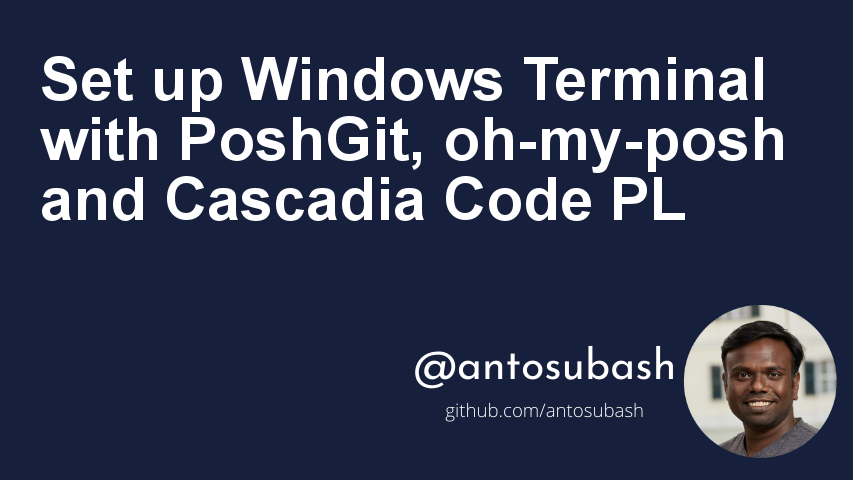 Set up Windows Terminal
with PoshGit, oh-my-posh
and Cascadia Code PL
@antosubash
github.com/antosubash